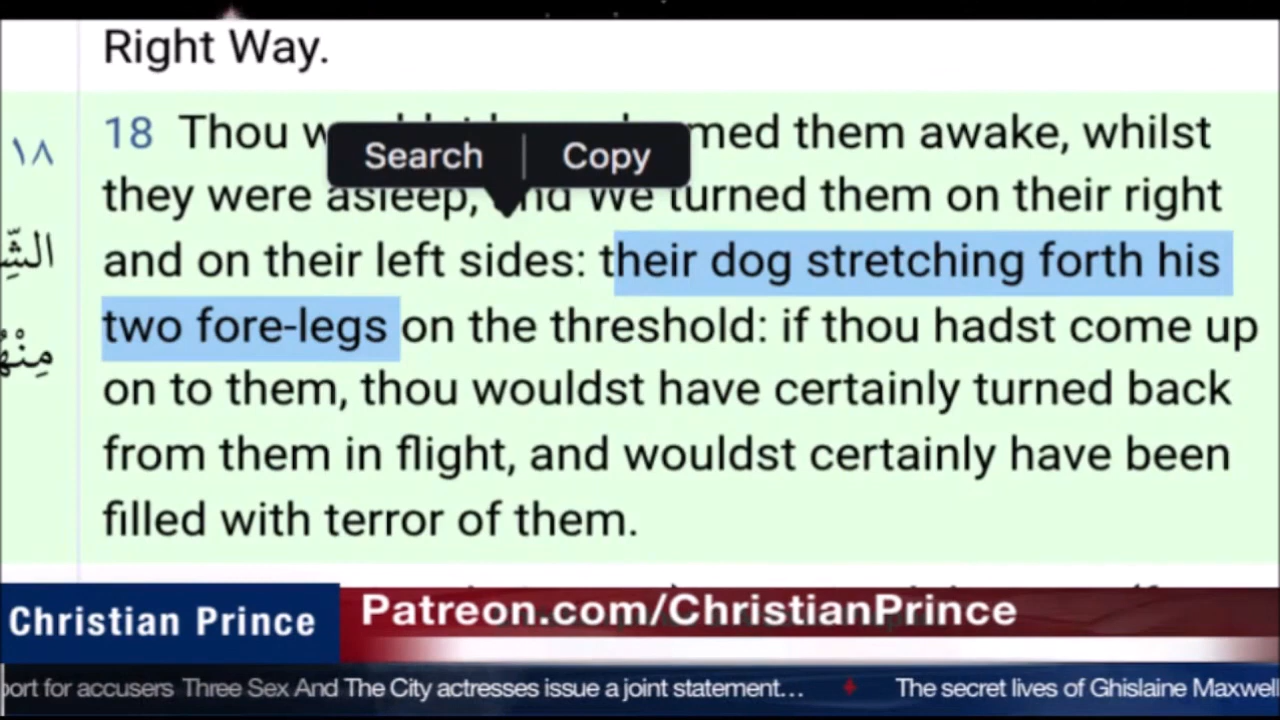 Right Way.
١٨
18 Thou med them awake, whilst
Search Copy
they were asleep, and We turned them on their right
الشِّ
and on their left sides: their dog stretching forth his
two fore-legs on the threshold: if thou hadst come up
on to them, thou wouldst have certainly turned back
from them in flight, and wouldst certainly have been
filled with terror of them.
Christian Prince
Patreon.com/ChristianPrince
port for accusers Three Sex And The City actresses issue a joint statement... The secret lives of Ghislaine Maxwell